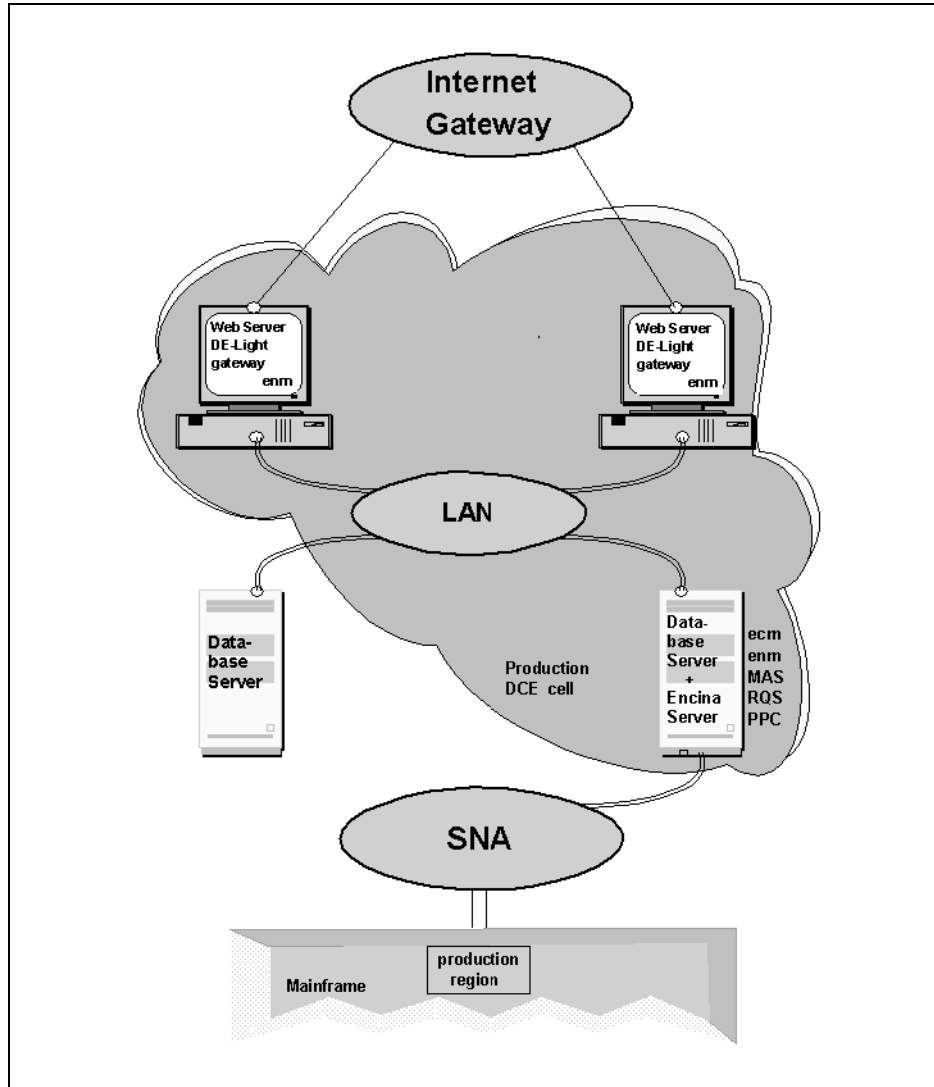 Internet
Gateway
Web Server
DE-Light
gateway
enm
Web Server
DE-Light
gateway
enm
LAN
Data-
base
Server
Production
DCE cell
Data-
base
Server
+
Encina
Server
ecm
enm
MAS
RQS
PPC
SNA
production
region
Mainframe